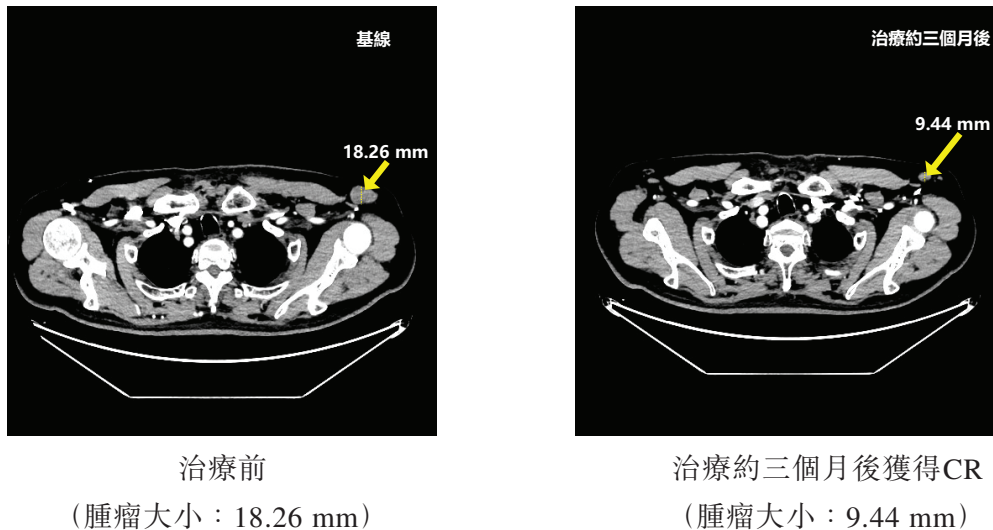 基線
18.26 mm
治療前
（腫瘤大小：18.26 mm）
治療約三個月後
9.44 mm
治療約三個月後獲得CR
（腫瘤大小：9.44 mm）